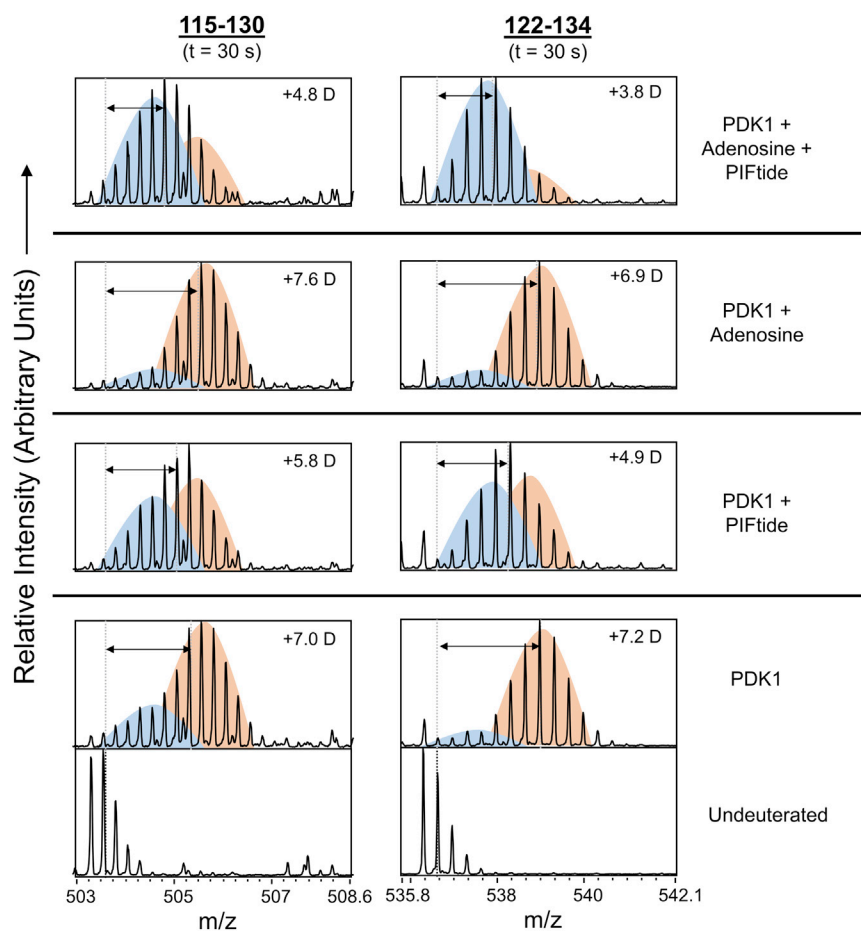 115-130
(t = 30 s)
122-134
(t = 30 s)
Relative Intensity (Arbitrary Units)
+4.8 D
+3.8 D
PDK1 +
Adenosine +
PIFtide
+7.6 D
+6.9 D
PDK1 +
Adenosine
+5.8 D
+4.9 D
PDK1 +
PIFtide
+7.0 D
+7.2 D
PDK1
Undeuterated
503 505 507 508.6
535.8 538 540 542.1
m/z
m/z